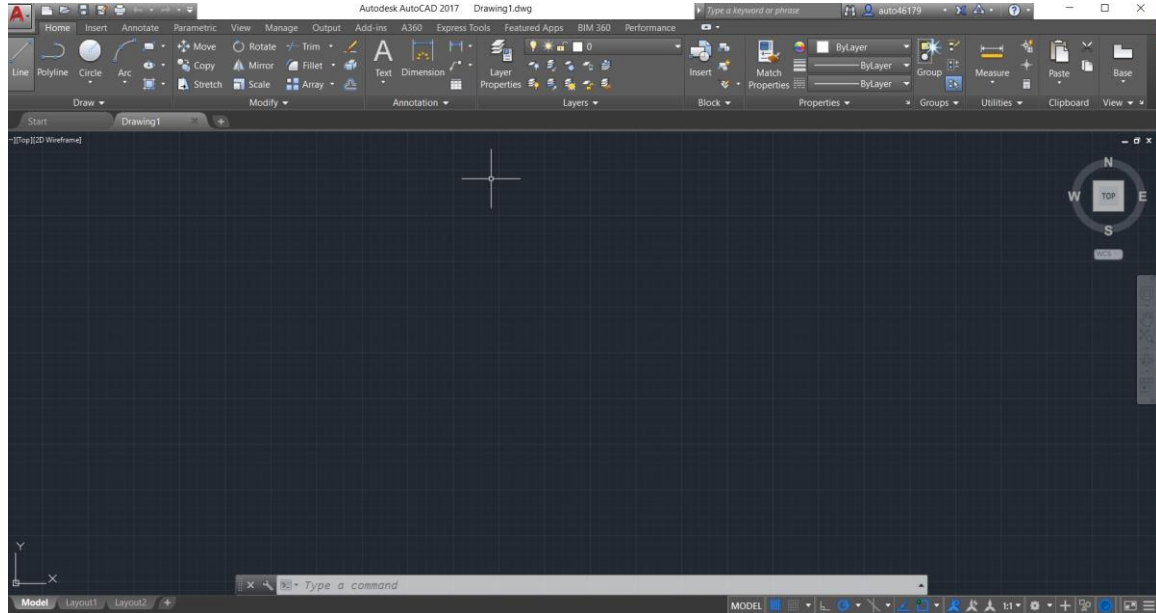 A Autodesk AutoCAD 2017 Drawing1.dwg Type a keyword or phrase auto46179
Home Insert Annotate Parametric View Manage Output Add-ins A360 Express Tools Featured Apps BIM 360 Performance
Move Rotate Trim A 0 ByLayer
Line Polyline Circle Arc Copy Mirror Fillet Text Dimension Layer Properties Insert Match Properties ByLayer Group Measure Paste Base
Stretch Scale Array ByLayer
Draw Modify Annotation Layers Block Properties Groups Utilities Clipboard View
Start Drawing1
−][Top][2D Wireframe]
N
W TOP E
S
WCS
Y
X
Type a command
Model Layout1 Layout2 MODEL 1:1